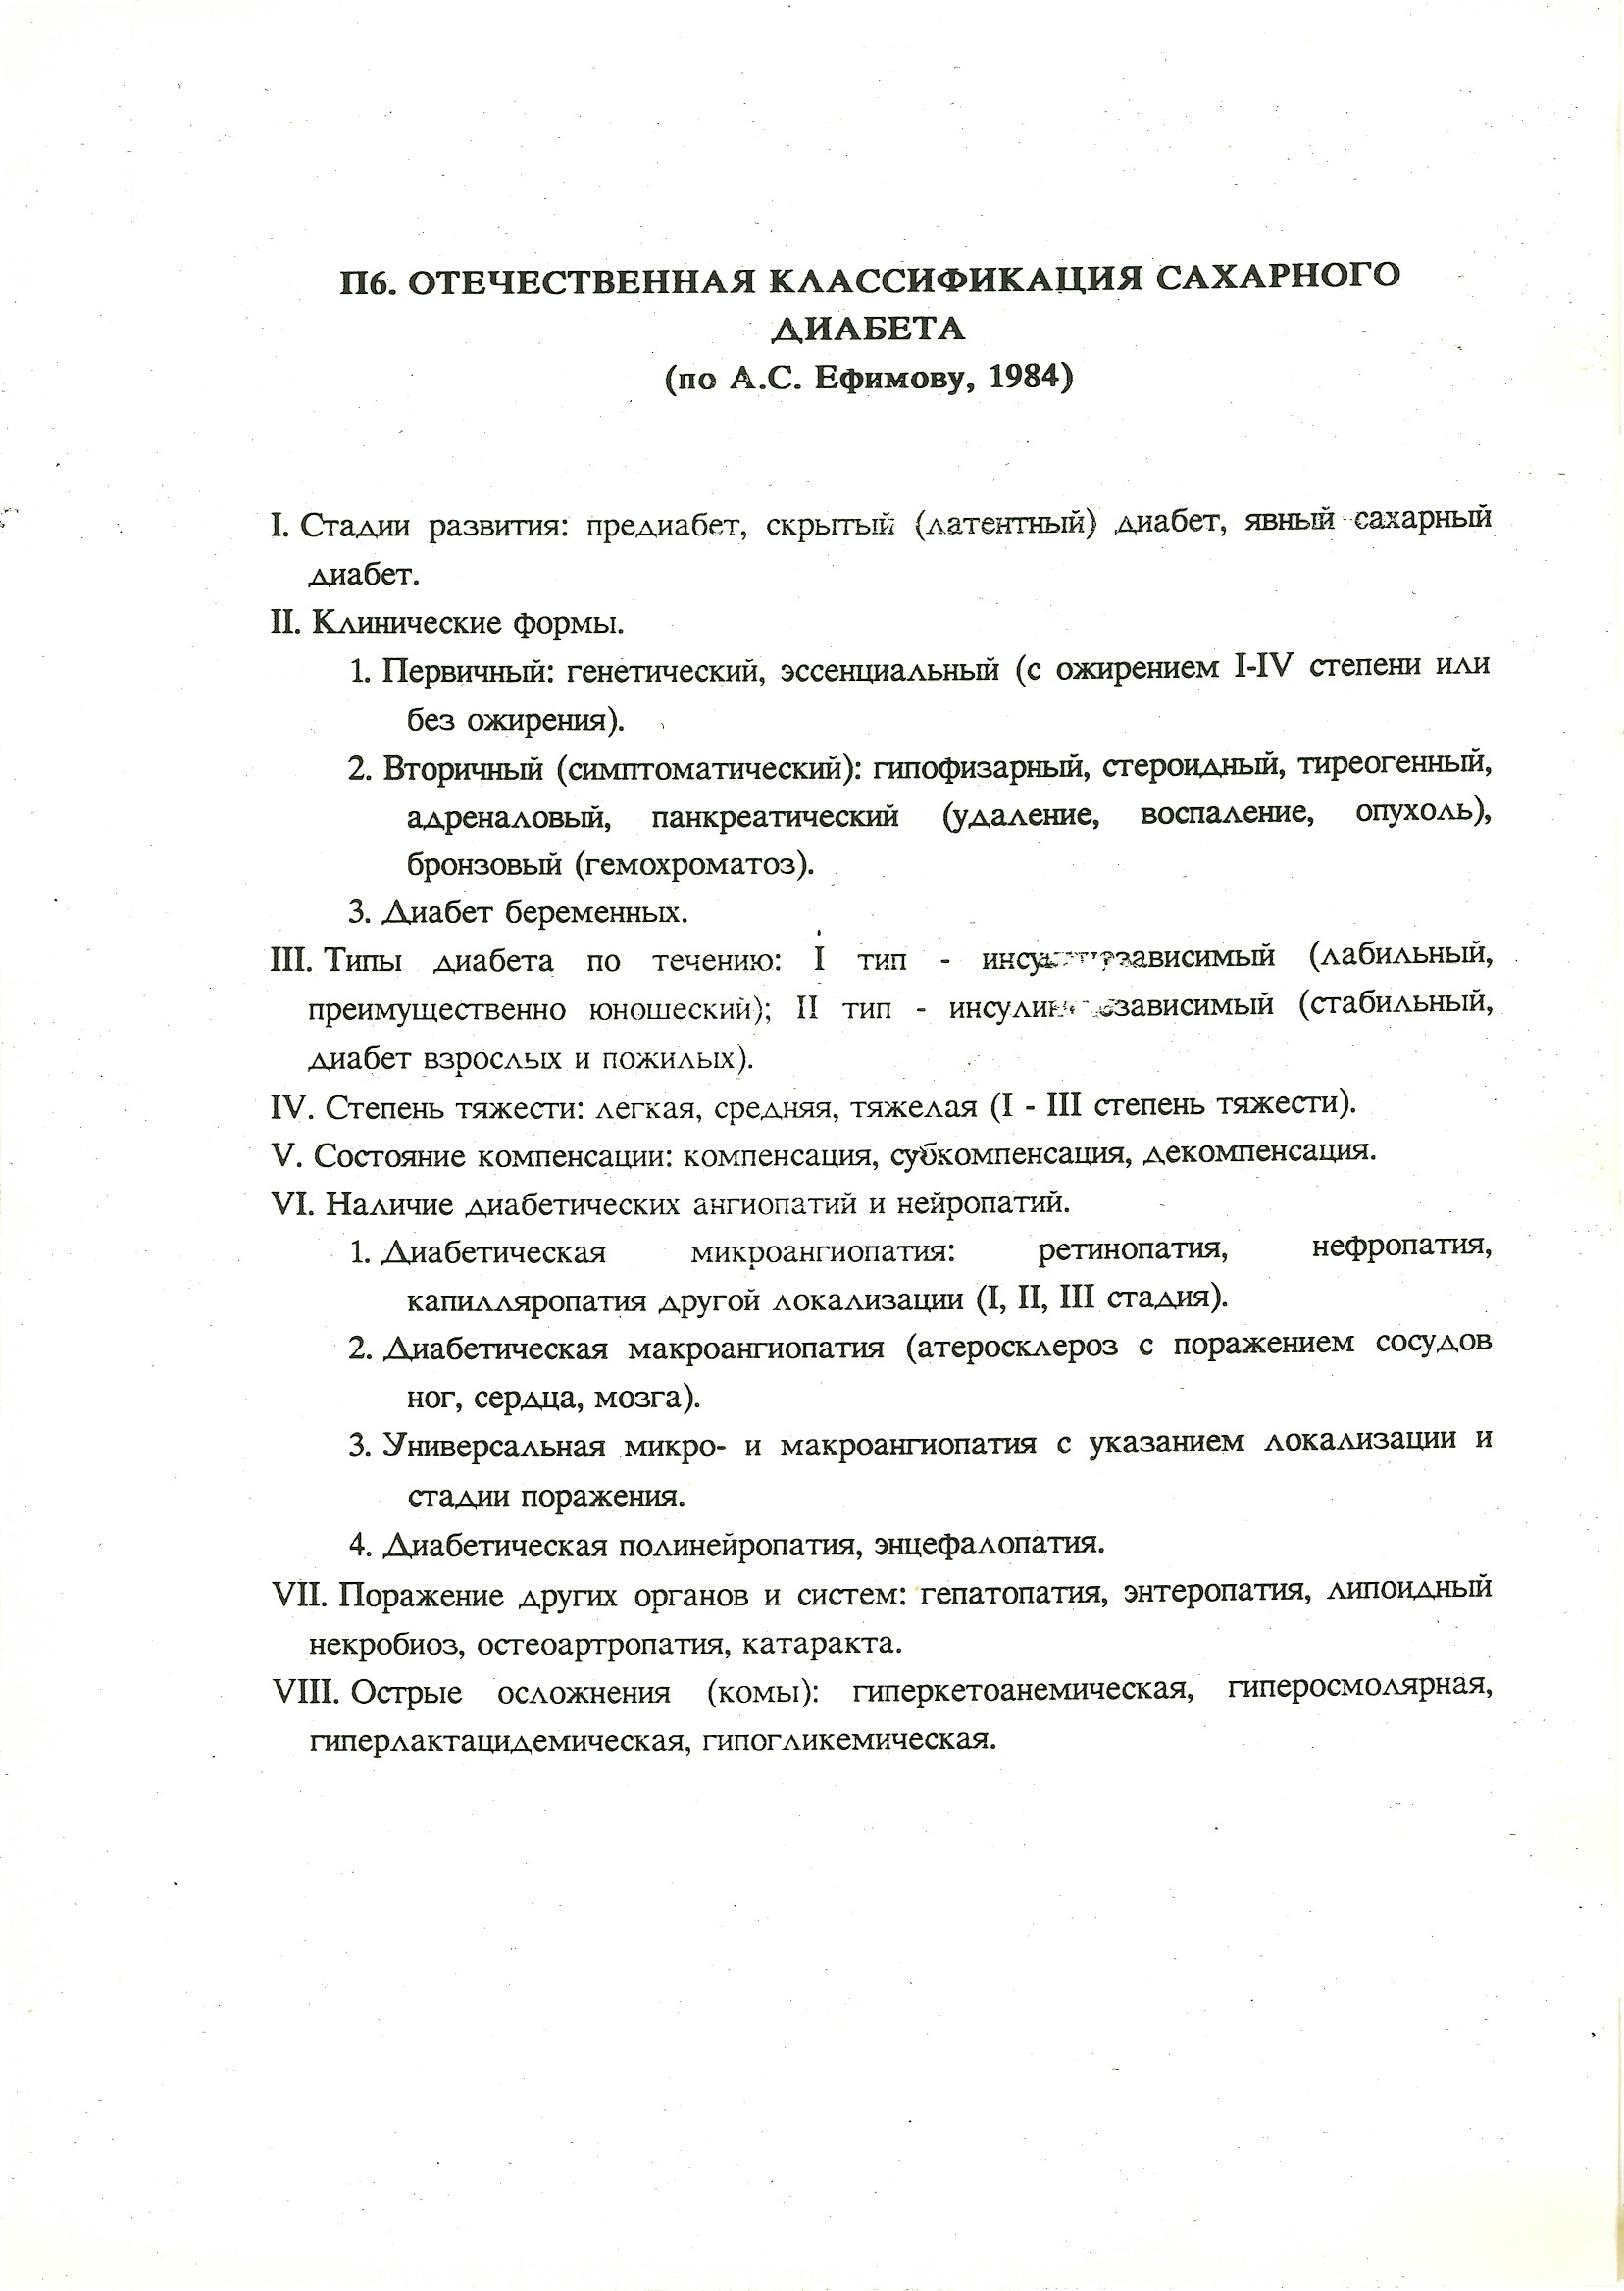 П6. ОТЕЧЕСТВЕННАЯ КЛАССИФИКАЦИЯ САХАРНОГО
ДИАБЕТА
(по А.С. Ефимову, 1984)
I. Стадии развития: предиабет, скрытый (латентный) диабет, явный сахарный
диабет.
II. Клинические формы.
1. Первичный: генетический, эссенциальный (с ожирением I-IV степени или
без ожирения).
2. Вторичный (симптоматический): гипофизарный, стероидный, тиреогенный,
адреналовый, панкреатический (удаление, воспаление, опухоль),
бронзовый (гемохроматоз).
3. Диабет беременных.
III. Типы диабета по течению: I тип - (лабильный,
преимущественно юношеский); II тип - (стабильный,
диабет взрослых и пожилых).
IV. Степень тяжести: легкая, средняя, тяжелая (I - III степень тяжести).
V. Состояние компенсации: компенсация, субкомпенсация, декомпенсация.
VI. Наличие диабетических ангиопатий и нейропатий.
1. Диабетическая микроангиопатия: ретинопатия, нефропатия,
капилляропатия другой локализации (I, II, III стадия).
2. Диабетическая макроангиопатия (атеросклероз с поражением сосудов
ног, сердца, мозга).
3. Универсальная микро- и макроангиопатия с указанием локализации и
стадии поражения.
4. Диабетическая полинейропатия, энцефалопатия.
VII. Поражение других органов и систем: гепатопатия, энтеропатия, липоидный
некробиоз, остеоартропатия, катаракта.
VIII. Острые осложнения (комы): гиперкетоанемическая, гиперосмолярная,
гиперлактацидемическая, гипогликемическая.